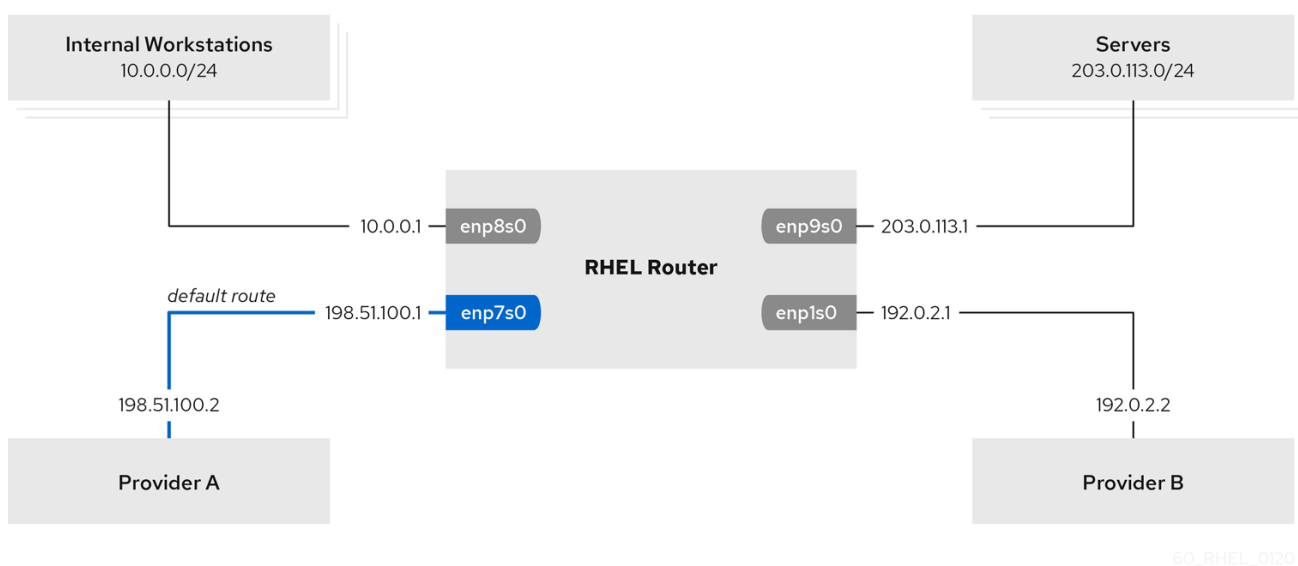 Internal Workstations
10.0.0.0/24
Servers
203.0.113.0/24
10.0.0.1
enp8s0
enp9s0
203.0.113.1
RHEL Router
default route
198.51.100.1
enp7s0
enp1s0
192.0.2.1
198.51.100.2
192.0.2.2
Provider A
Provider B
60_RHEL_0120